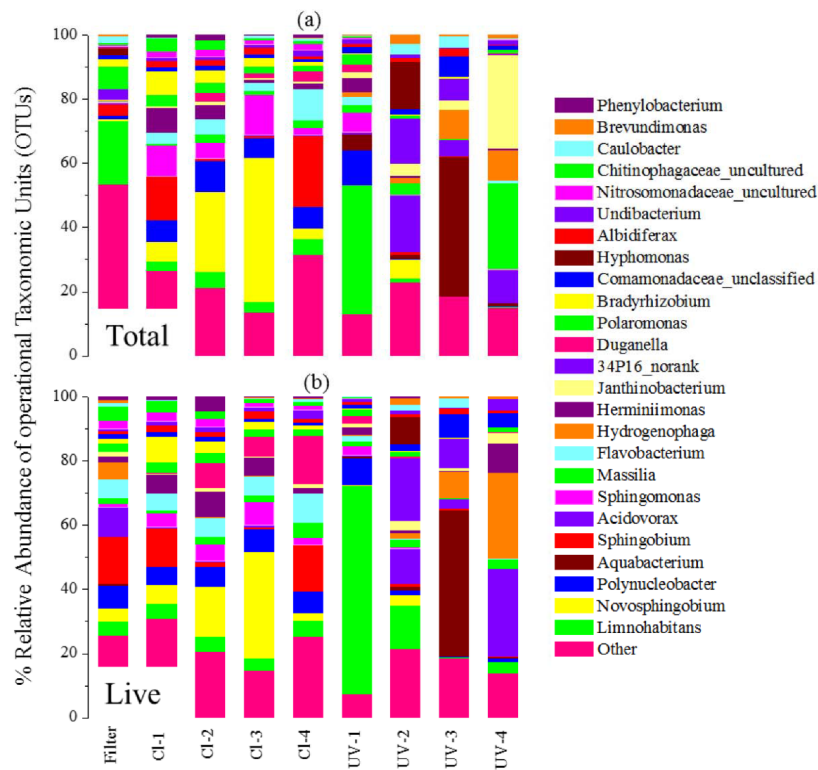 (a)
% Relative Abundance of operational Taxonomic Units (OTUs)
100
80
60
40
20
0
Total
(b)
100
80
60
40
20
0
Live
Filter
Cl-1
Cl-2
Cl-3
Cl-4
UV-1
UV-2
UV-3
UV-4
Phenylobacterium
Brevundimonas
Caulobacter
Chitinophagaceae_uncultured
Nitrosomonadaceae_uncultured
Undibacterium
Albidiferax
Hyphomonas
Comamonadaceae_unclassified
Bradyrhizobium
Polaromonas
Duganella
34P16_norank
Janthinobacterium
Herminiimonas
Hydrogenophaga
Flavobacterium
Massilia
Sphingomonas
Acidovorax
Sphingobium
Aquabacterium
Polynucleobacter
Novosphingobium
Limnohabitans
Other